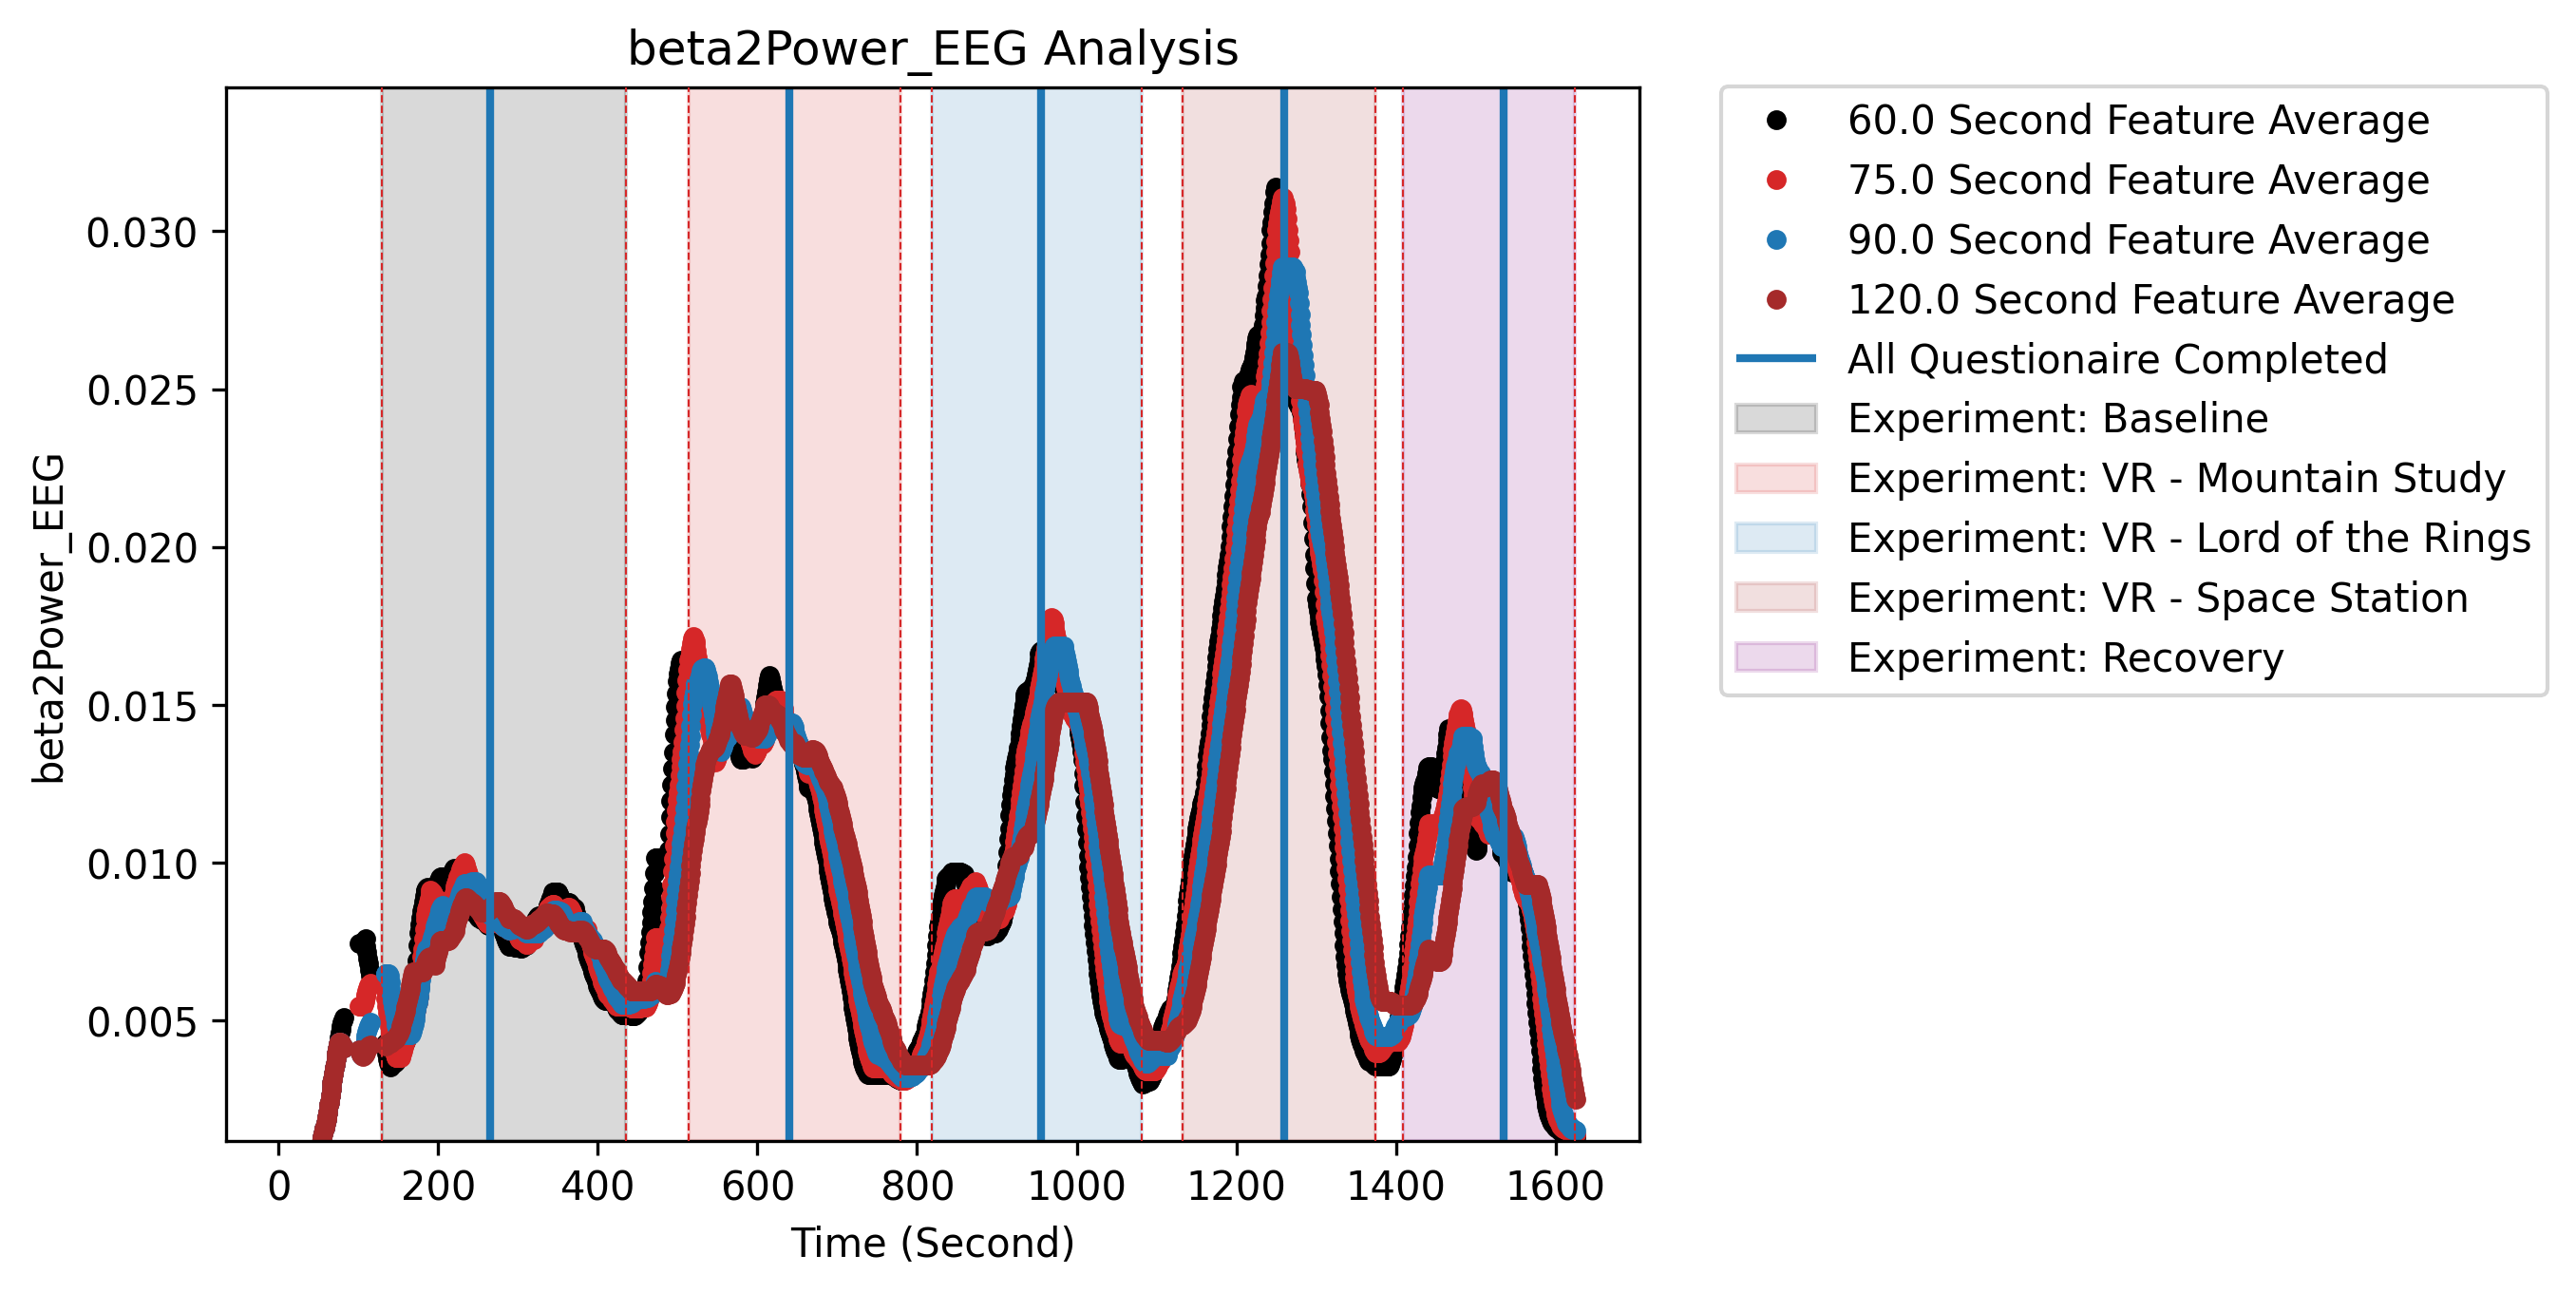 beta2Power_EEG Analysis
beta2Power_EEG
0.030
0.025
0.020
0.015
0.010
0.005
0 200 400 600 800 1000 1200 1400 1600
Time (Second)
60.0 Second Feature Average
75.0 Second Feature Average
90.0 Second Feature Average
120.0 Second Feature Average
All Questionaire Completed
Experiment: Baseline
Experiment: VR - Mountain Study
Experiment: VR - Lord of the Rings
Experiment: VR - Space Station
Experiment: Recovery